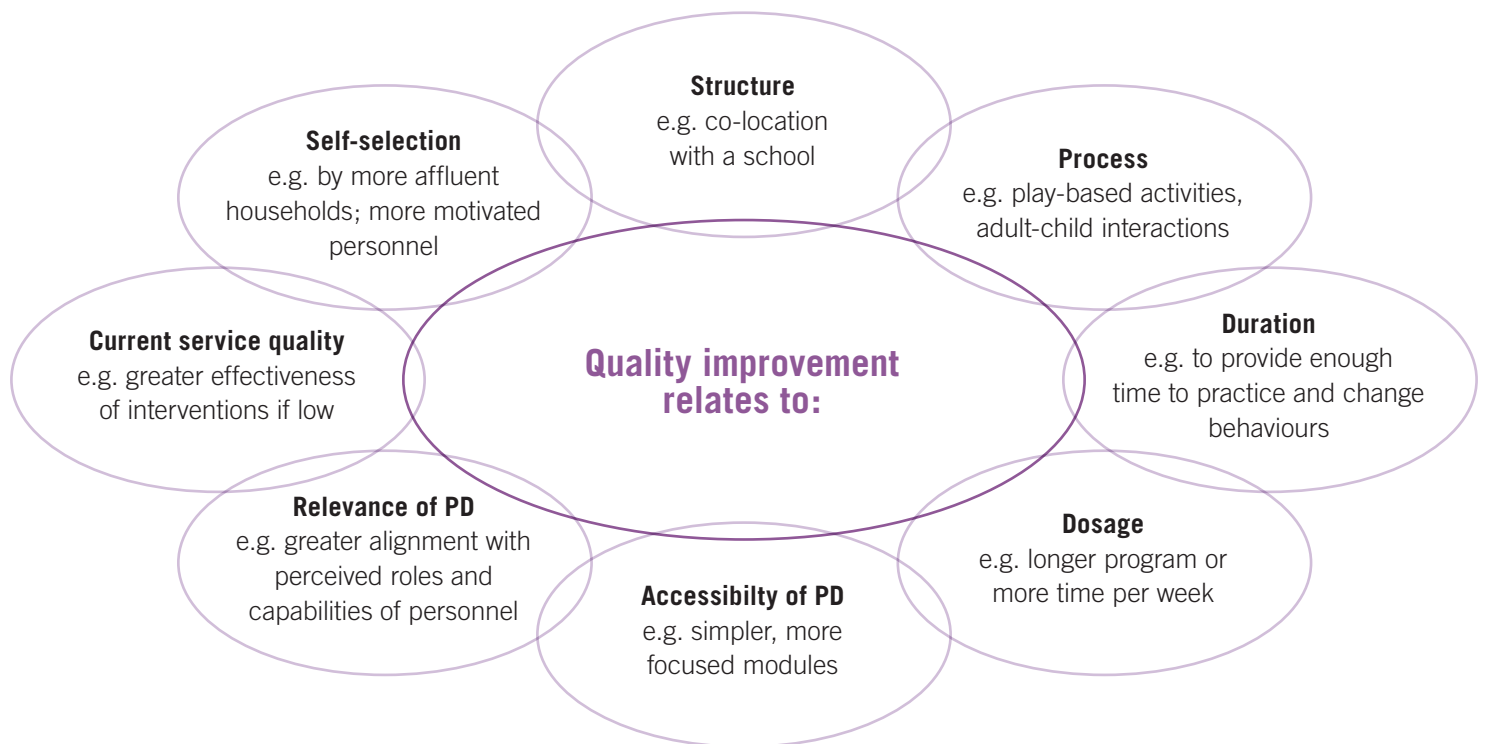 Structure
e.g. co-location
with a school
Process
e.g. play-based activities,
adult-child interactions
Duration
e.g. to provide enough
time to practice and change
behaviours
Dosage
e.g. longer program or
more time per week
Accessibilty of PD
e.g. simpler, more
focused modules
Relevance of PD
e.g. greater alignment with
perceived roles and
capabilities of personnel
Current service quality
e.g. greater effectiveness
of interventions if low
Self-selection
e.g. by more affluent
households; more motivated
personnel
Quality improvement
relates to: